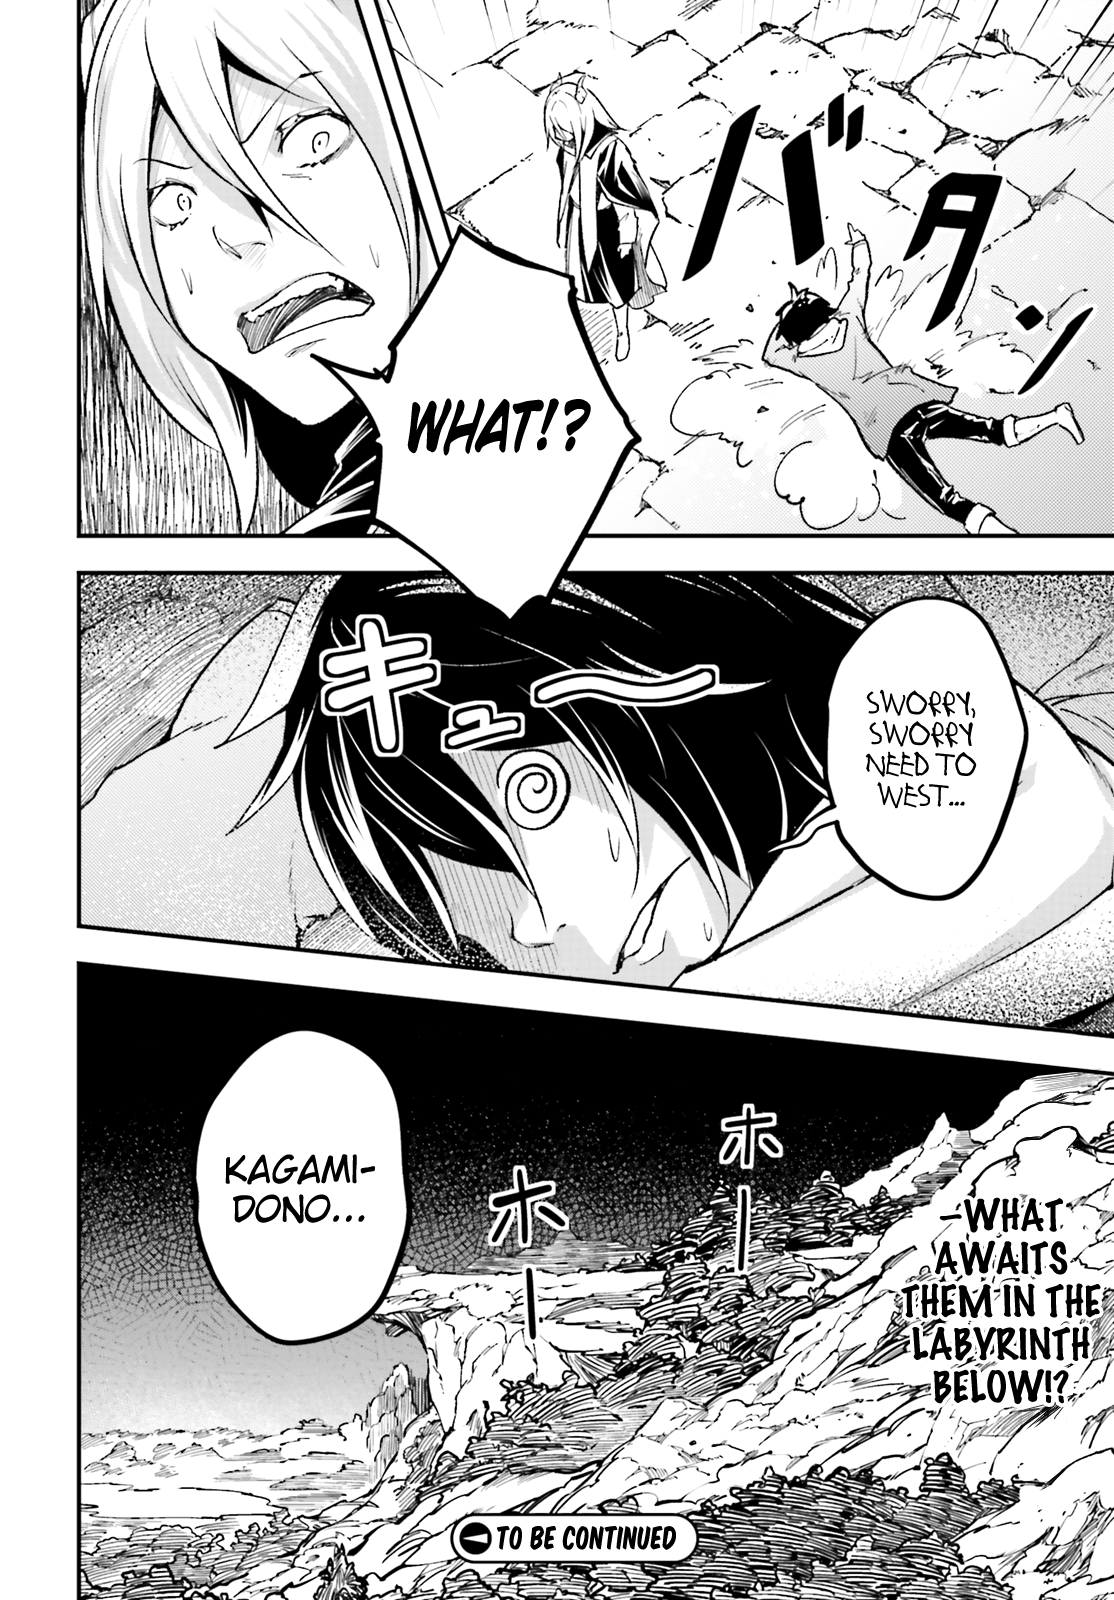 バタン
WHAT!?
キュ〜
SWORRY,
SWORRY
NEED TO
WEST...
ホー
ホー
KAGAMI-
DONO...
-WHAT
AWAITS
THEM IN THE
LABYRINTH
BELOW!?
TO BE CONTINUED